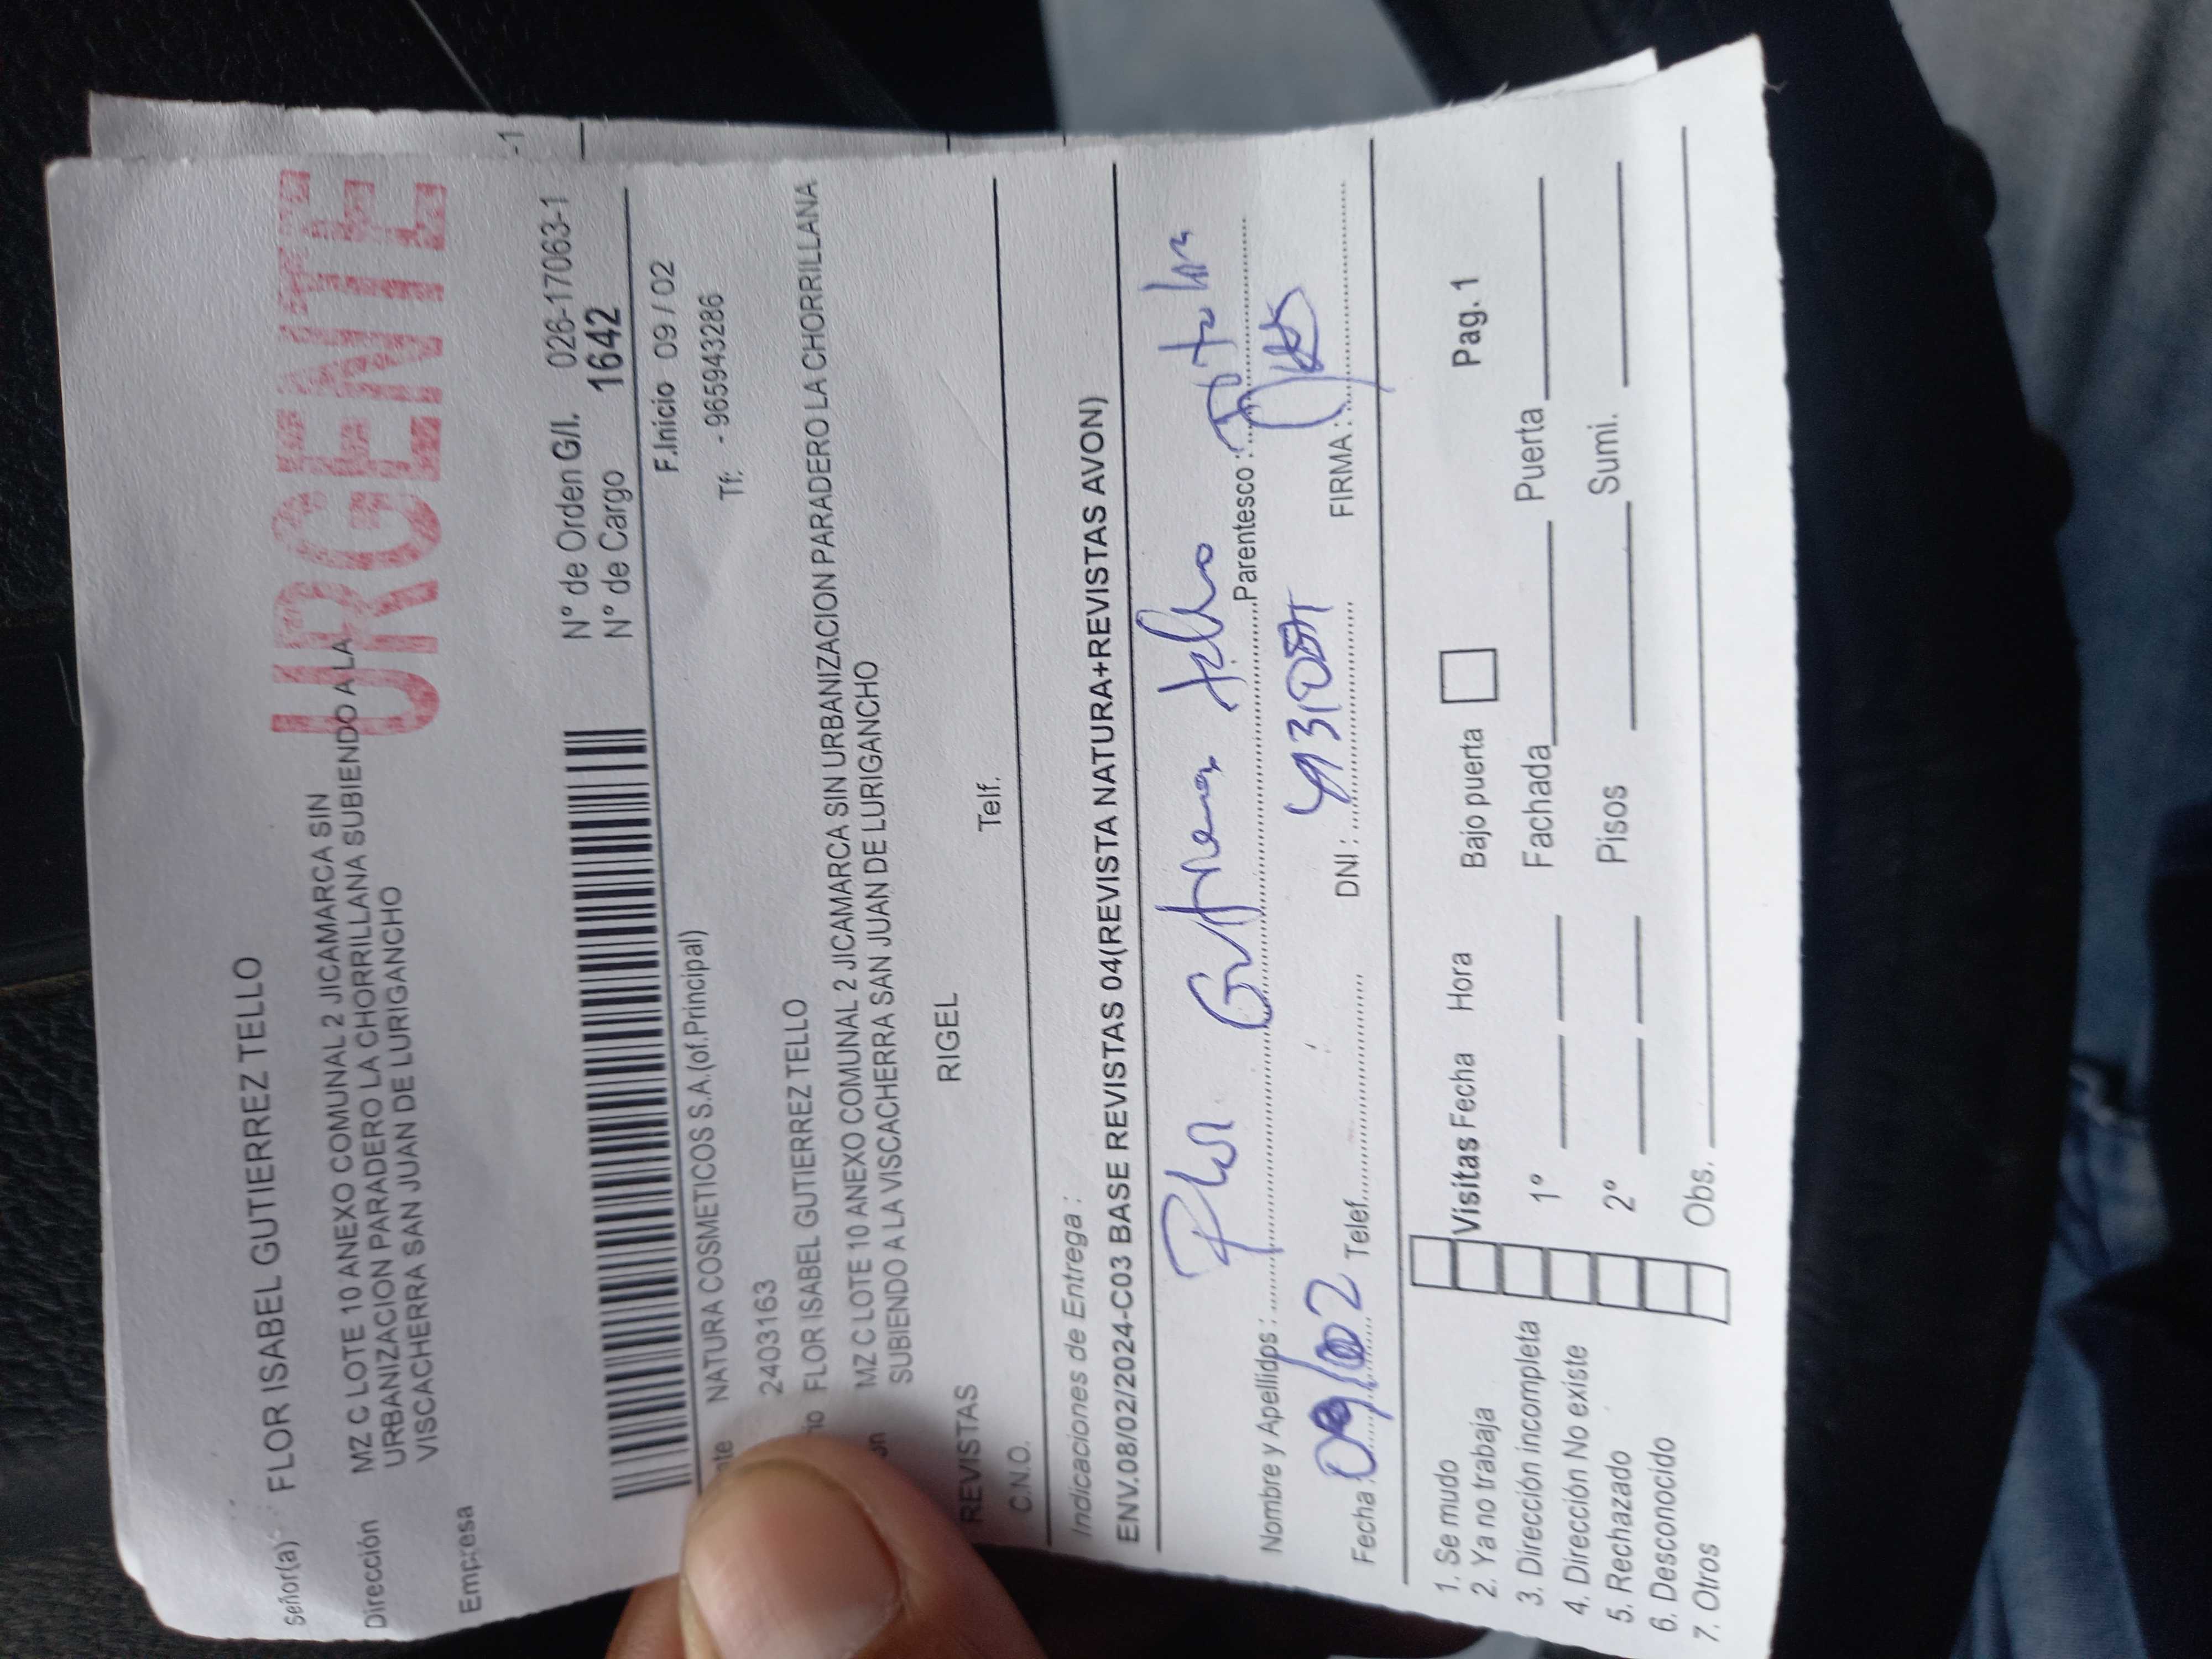 Señor(a) FLOR ISABEL GUTIERREZ TELLO
URGENTE
Dirección MZ C LOTE 10 ANEXO COMUNAL 2 JICAMARCA SIN
URBANIZACION PARADERO LA CHORRILLANA SUBIENDO A LA
VISCACHERRA SAN JUAN DE LURIGANCHO
Empresa
-1
N° de Orden G/I. 026-17063-1
N° de Cargo 1642
F.Inicio 09 / 02
NATURA COSMETICOS S.A.(of.Principal)
Tf: - 965943286
2403163
FLOR ISABEL GUTIERREZ TELLO
MZ C LOTE 10 ANEXO COMUNAL 2 JICAMARCA SIN URBANIZACION PARADERO LA CHORRILLANA
SUBIENDO A LA VISCACHERRA SAN JUAN DE LURIGANCHO
REVISTAS RIGEL
C.N.O. Telf.
Indicaciones de Entrega :
ENV.08/02/2024-C03 BASE REVISTAS 04(REVISTA NATURA+REVISTAS AVON)
Nombre y Apellidos : Flor Gutierrez Tello Parentesco : Titular
Fecha : 09/02 Telef. DNI : FIRMA :
1. Se mudo
2. Ya no trabaja
3. Dirección incompleta
4. Dirección No existe
5. Rechazado
6. Desconocido
7. Otros
Visitas Fecha Hora Bajo puerta Pag. 1
1º Fachada Puerta
2º Pisos Sumi.
Obs.